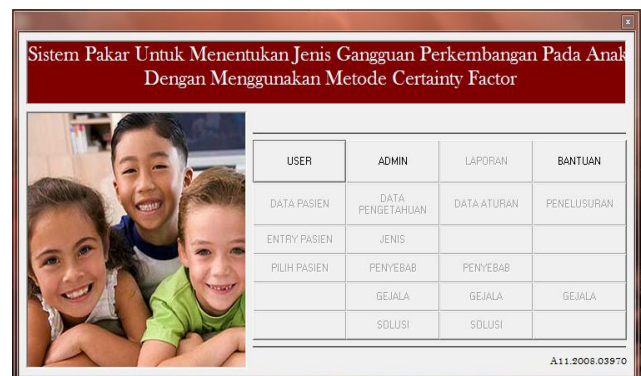 x
Sistem Pakar Untuk Menentukan Jenis Gangguan Perkembangan Pada Anak
Dengan Menggunakan Metode Certainty Factor
USER ADMIN LAPORAN BANTUAN
DATA PASIEN DATA PENGETAHUAN DATA ATURAN PENELUSURAN
ENTRY PASIEN JENIS
PILIH PASIEN PENYEBAB PENYEBAB
GEJALA GEJALA GEJALA
SOLUSI SOLUSI
A11.2008.03970